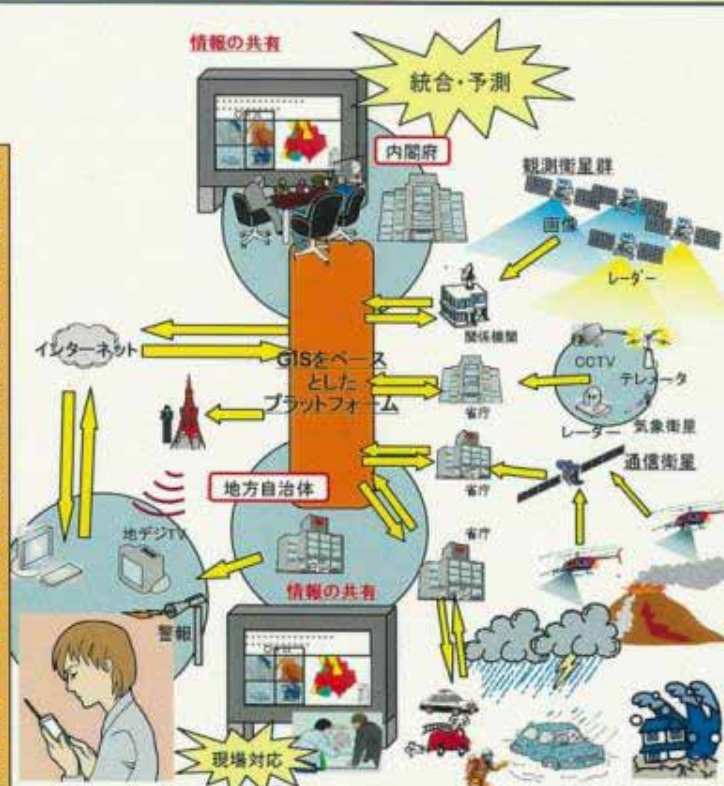 情報の共有
統合・予測
内閣府
観測衛星群
画像
レーダー
関係機関
インターネット
GISをベース
とした
プラットフォーム
CCTV
テレメータ
省庁
レーダー
気象衛星
通信衛星
省庁
地方自治体
地デジTV
省庁
情報の共有
警報
現場対応